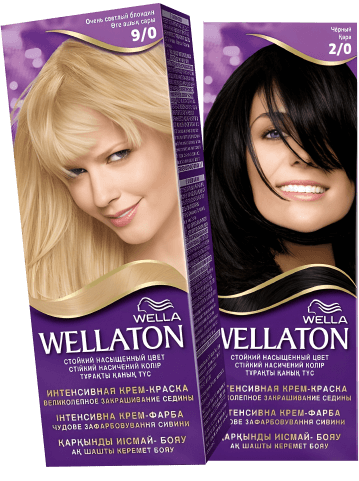 Очень светлый блондин
Өте ашық сары
9/0
WELLA
WELLATON
СТОЙКИЙ НАСЫЩЕННЫЙ ЦВЕТ
СТІЙКИЙ НАСИЧЕНИЙ КОЛІР
ТҰРАҚТЫ ҚАНЫҚ ТҮС
ИНТЕНСИВНАЯ КРЕМ-КРАСКА
ВЕЛИКОЛЕПНОЕ ЗАКРАШИВАНИЕ СЕДИНЫ
ІНТЕНСИВНА КРЕМ-ФАРБА
ЧУДОВЕ ЗАФАРБОВУВАННЯ СИВИНИ
ҚАРҚЫНДЫ ИІСМАЙ- БОЯУ
АҚ ШАШТЫ КЕРЕМЕТ БОЯУ
Чёрный
Қара
2/0
WELLA
WELLATON
СТОЙКИЙ НАСЫЩЕННЫЙ ЦВЕТ
СТІЙКИЙ НАСИЧЕНИЙ КОЛІР
ТҰРАҚТЫ ҚАНЫҚ ТҮС
ИНТЕНСИВНАЯ КРЕМ-КРАСКА
ВЕЛИКОЛЕПНОЕ ЗАКРАШИВАНИЕ СЕДИНЫ
ІНТЕНСИВНА КРЕМ-ФАРБА
ЧУДОВЕ ЗАФАРБОВУВАННЯ СИВИНИ
ҚАРҚЫНДЫ ИІСМАЙ- БОЯУ
АҚ ШАШТЫ КЕРЕМЕТ БОЯУ